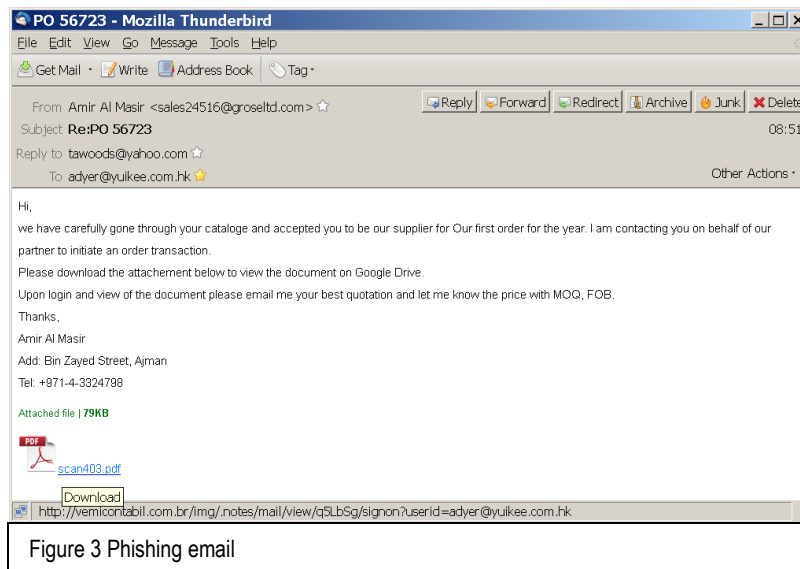 PO 56723 - Mozilla Thunderbird
File Edit View Go Message Tools Help
Get Mail Write Address Book Tag
From Amir Al Masir <sales24516@groseltd.com> Reply Forward Redirect Archive Junk Delete
Subject Re:PO 56723 08:51
Reply to tawoods@yahoo.com
To adyer@yuikee.com.hk Other Actions
Hi,
we have carefully gone through your cataloge and accepted you to be our supplier for Our first order for the year. I am contacting you on behalf of our
partner to initiate an order transaction.
Please download the attachement below to view the document on Google Drive.
Upon login and view of the document please email me your best quotation and let me know the price with MOQ, FOB.
Thanks,
Amir Al Masir
Add: Bin Zayed Street, Ajman
Tel: +971-4-3324798
Attached file | 79KB
PDF
scan403.pdf
Download
http://vemicontabil.com.br/img/.notes/mail/view/q5LbSg/signon?userid=adyer@yuikee.com.hk
Figure 3 Phishing email